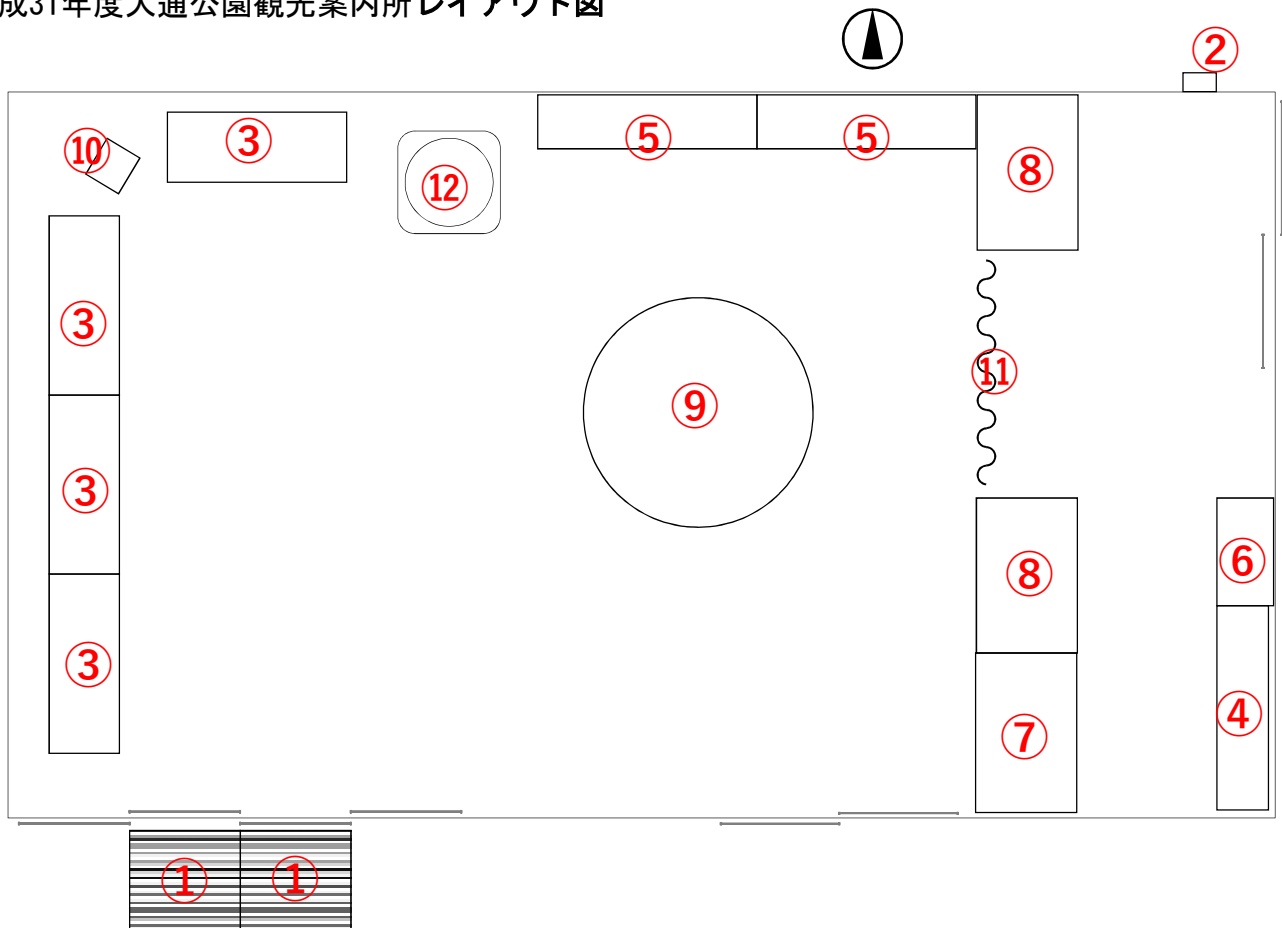 成31年度大通公園観光案内所レイアウト図
②
⑩ ③ ⑫ ⑤ ⑤ ⑧
③ ⑪
③ ⑨
⑧ ⑥
③ ⑦ ④
① ①